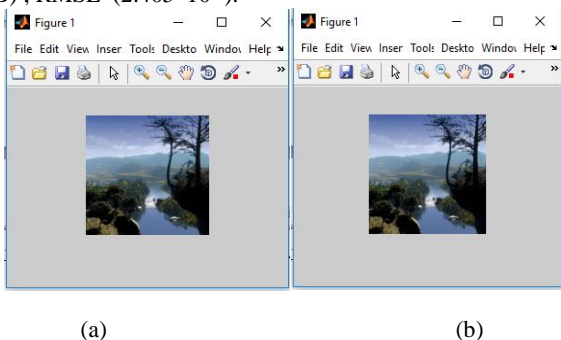 Figure 1
File Edit View Inser Tools Deskto Window Help
Figure 1
File Edit View Inser Tools Deskto Window Help
(a) (b)